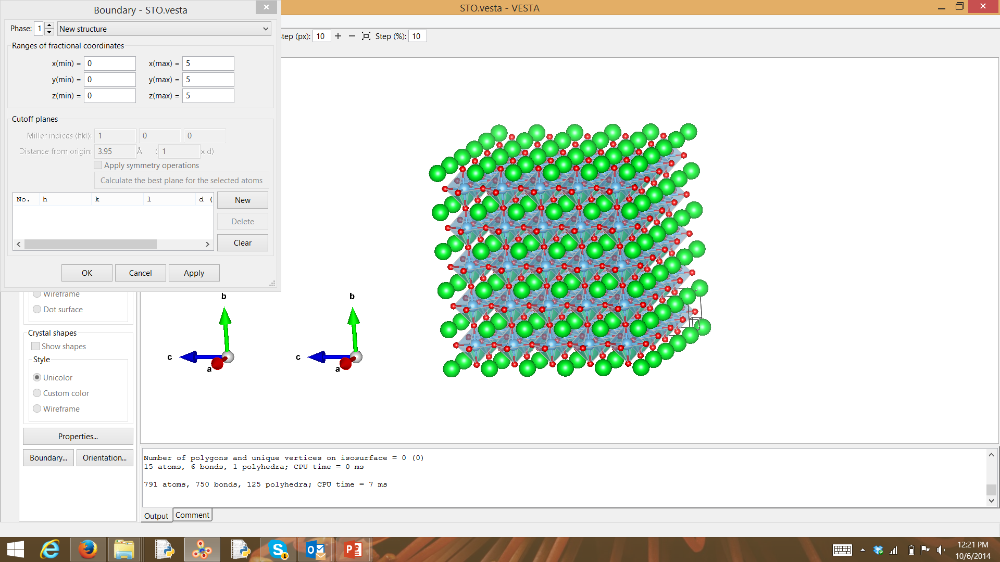 Boundary - STO.vesta
STO.vesta - VESTA
Phase: 1 New structure
tep (px): 10 + − Step (%): 10
Ranges of fractional coordinates
x(min) = 0 x(max) = 5
y(min) = 0 y(max) = 5
z(min) = 0 z(max) = 5
Cutoff planes
Miller indices (hkl): 1 0 0
Distance from origin: 3.95 Å ( 1 x d)
Apply symmetry operations
Calculate the best plane for the selected atoms
No. h k l d (
New
Delete
Clear
OK Cancel Apply
Wireframe
Dot surface
Crystal shapes
Show shapes
Style
Unicolor
Custom color
Wireframe
Properties...
Boundary... Orientation...
b
c
a
b
c
a
Number of polygons and unique vertices on isosurface = 0 (0)
15 atoms, 6 bonds, 1 polyhedra; CPU time = 0 ms
791 atoms, 750 bonds, 125 polyhedra; CPU time = 7 ms
Output Comment
12:21 PM
10/6/2014